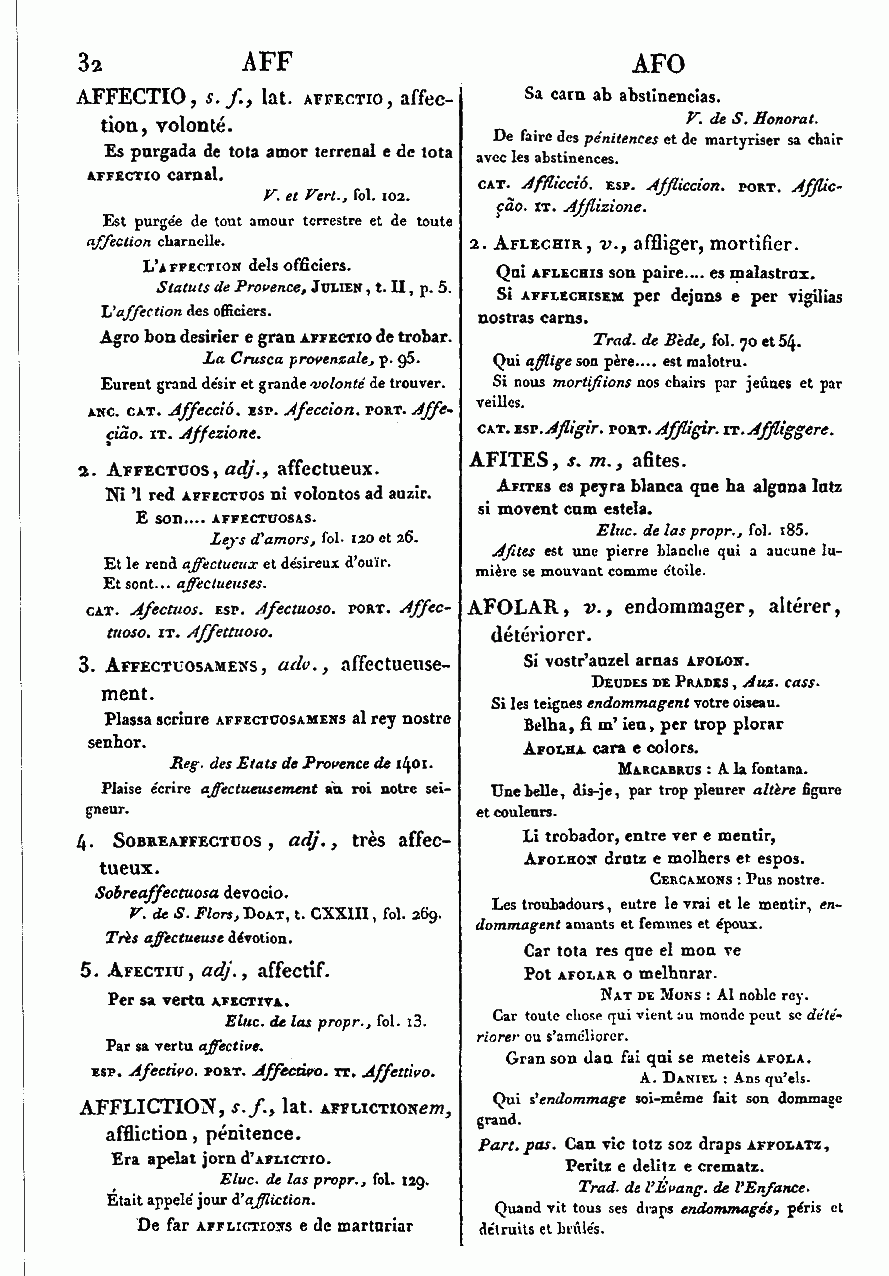 32 AFF AFO
AFFECTIO, s. f., lat. AFFECTIO, affec-
tion, volonté.
Es purgada de tota amor terrenal e de tota
AFFECTIO carnal.
V. et Vert., fol. 102.
Est purgée de tout amour terrestre et de toute
affection charnelle.
L'AFFECTION dels officiers.
Statuts de Provence, JULIEN, t. II, p. 5.
L'affection des officiers.
Agro bon desirier e gran AFFECTIO de trobar.
La Crusca provenzale, p. 95.
Eurent grand désir et grande volonté de trouver.
ANC. CAT. Affecció. ESP. Afeccion. PORT. Affe-
ção. IT. Affezione.
2. AFFECTUOS, adj., affectueux.
Ni 'l red AFFECTUOS ni volontos ad auzir.
E son.... AFFECTUOSAS.
Leys d'amors, fol. 120 et 26.
Et le rend affectueux et désireux d'ouïr.
Et sont... affectueuses.
CAT. Afectuos. ESP. Afectuoso. PORT. Affec-
tuoso. IT. Affettuoso.
3. AFFECTUOSAMENS, adv., affectueuse-
ment.
Plassa scriure AFFECTUOSAMENS al rey nostre
senhor.
Reg. des Etats de Provence de 1401.
Plaise écrire affectueusement au roi notre sei-
gneur.
4. SOBREAFFECTUOS, adj., très affec-
tueux.
Sobreaffectuosa devocio.
V. de S. Flors, DOAT, t. CXXIII, fol. 269.
Très affectueuse dévotion.
5. AFECTIU, adj., affectif.
Per sa vertu AFECTIVA.
Eluc. de las propr., fol. 13.
Par sa vertu affective.
ESP. Afectivo. PORT. Affectivo. IT. Affettivo.
AFFLICTION, s. f., lat. AFFLICTIONem,
affliction, pénitence.
Era apelat jorn d'AFLICTIO.
Eluc. de las propr., fol. 129.
Était appelé jour d'affliction.
De far AFFLICTIONS e de marturiar
Sa carn ab abstinencias.
V. de S. Honorat.
De faire des pénitences et de martyriser sa chair
avec les abstinences.
CAT. Afflicció. ESP. Affliccion. PORT. Afflic-
ção. IT. Afflizione.
2. AFLECHIR, v., affliger, mortifier.
Qui AFLECHIS son paire.... es malastrux.
Si AFFLECHISEM per dejuns e per vigilias
nostras carns.
Trad. de Bède, fol. 70 et 54.
Qui afflige son père.... est malotru.
Si nous mortifiions nos chairs par jeûnes et par
veilles.
CAT. ESP. Afligir. PORT. Affligir. IT. Affliggere.
AFITES, s. m., afites.
AFITES es peyra blanca que ha alguna lutz
si movent cum estela.
Eluc. de las propr., fol. 185.
Afites est une pierre blanche qui a aucune lu-
mière se mouvant comme étoile.
AFOLAR, v., endommager, altérer,
détériorer.
Si vostr'auzel arnas AFOLON.
DEUDES DE PRADES, Auz. cass.
Si les teignes endommagent votre oiseau.
Belha, fi m' ieu, per trop plorar
AFOLHA cara e colors.
MARCABRUS : A la fontana.
Une belle, dis-je, par trop pleurer altère figure
et couleurs.
Li trobador, entre ver e mentir,
AFOLHON drutz e molhers et espos.
CERCAMONS : Pus nostre.
Les troubadours, entre le vrai et le mentir, en-
dommagent amants et femmes et époux.
Car tota res que el mon ve
Pot AFOLAR o melhurar.
NAT DE MONS : Al noble rey.
Car toute chose qui vient au monde peut se dété-
riorer ou s'améliorer.
Gran son dan fai qui se meteis AFOLA.
A. DANIEL : Ans qu'els.
Qui s'endommage soi-même fait son dommage
grand.
Part. pas. Can vic totz soz draps AFFOLATZ,
Peritz e delitz e crematz.
Trad. de l'Évang. de l'Enfance.
Quand vit tous ses draps endommagés, péris et
détruits et brûlés.